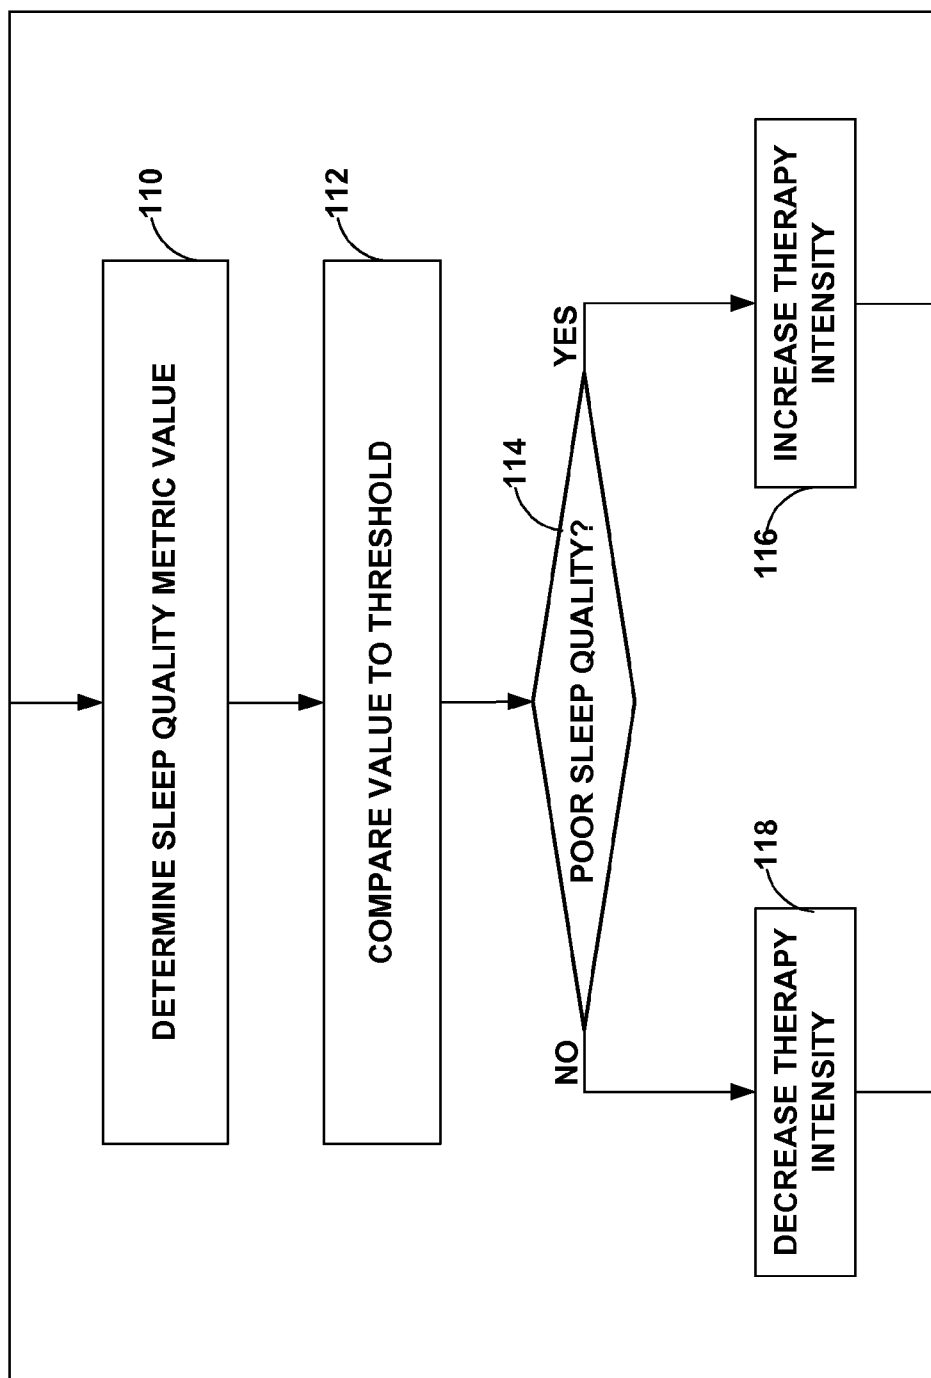 110
DETERMINE SLEEP QUALITY METRIC VALUE
112
COMPARE VALUE TO THRESHOLD
114
POOR SLEEP QUALITY?
NO
YES
118
DECREASE THERAPY
INTENSITY
116
INCREASE THERAPY
INTENSITY